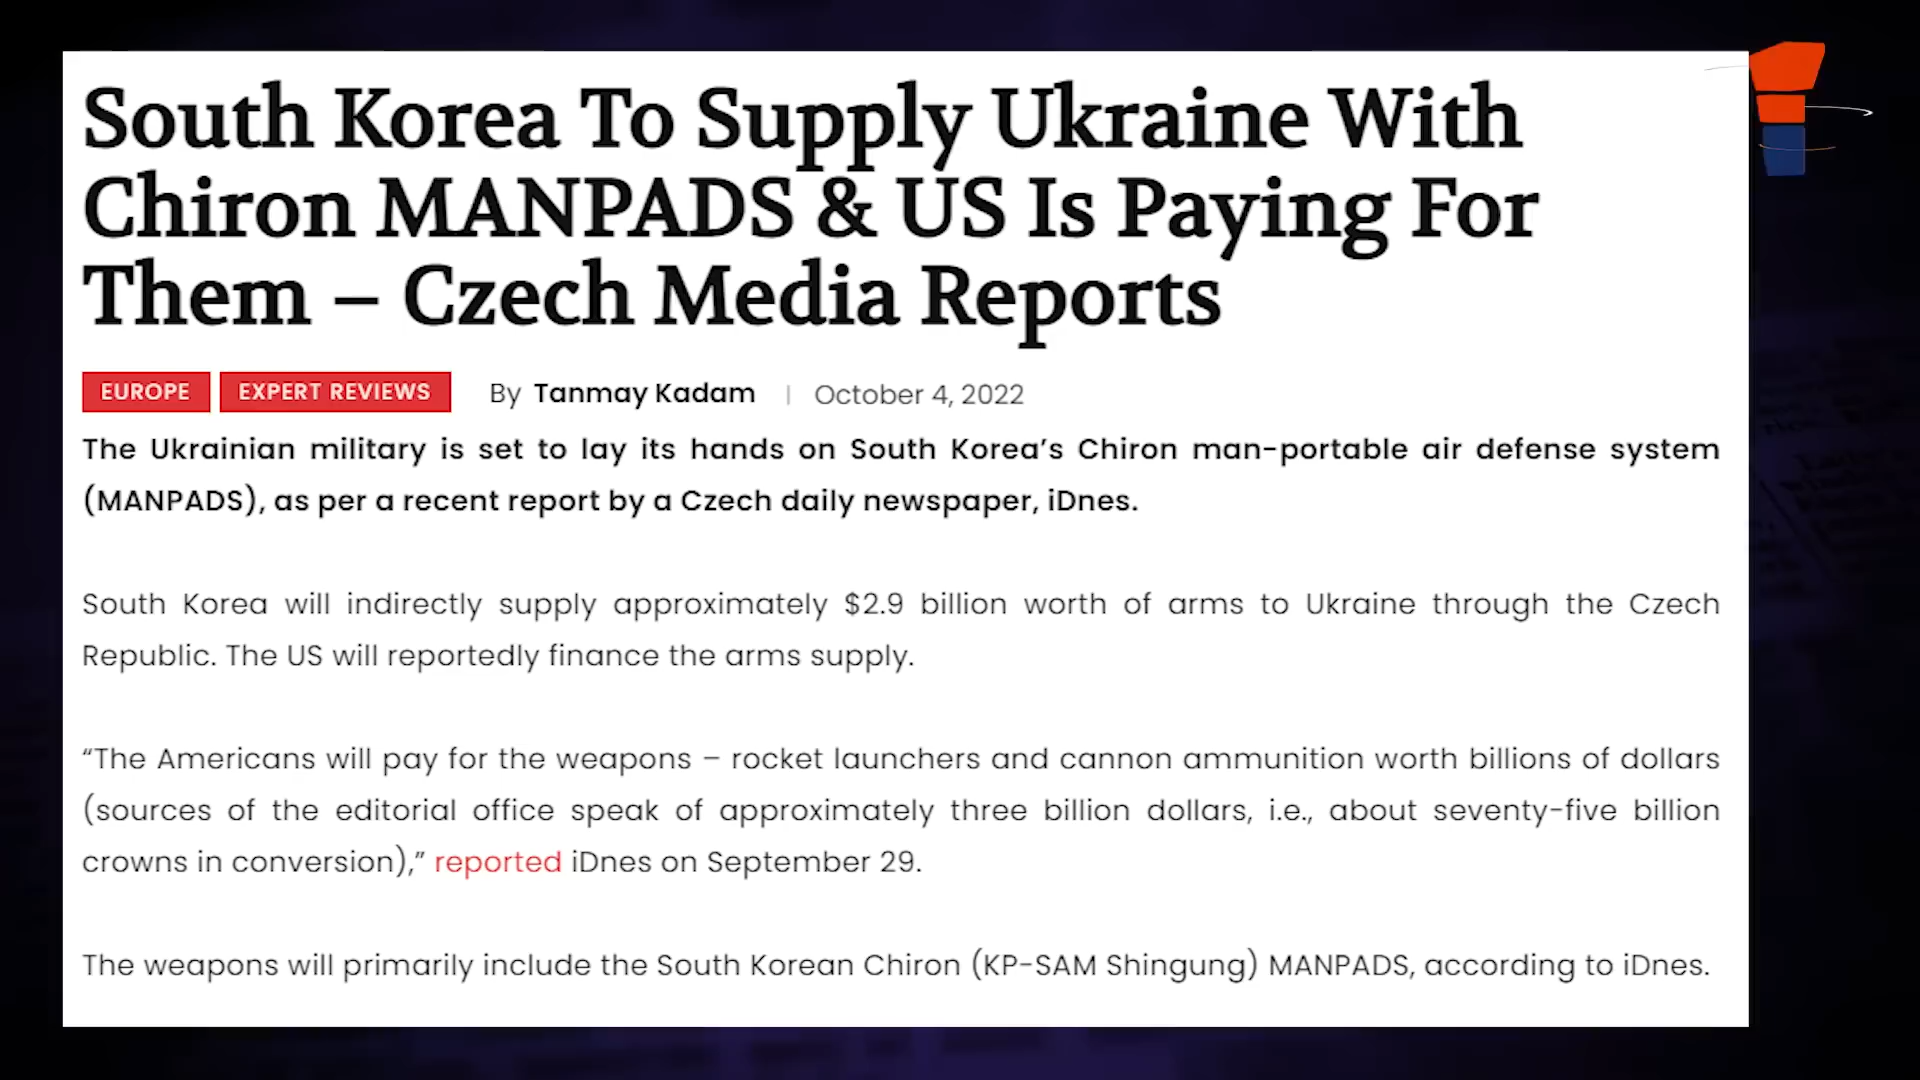 South Korea To Supply Ukraine With
Chiron MANPADS & US Is Paying For
Them – Czech Media Reports
EUROPE EXPERT REVIEWS By Tanmay Kadam | October 4, 2022
The Ukrainian military is set to lay its hands on South Korea’s Chiron man-portable air defense system
(MANPADS), as per a recent report by a Czech daily newspaper, iDnes.
South Korea will indirectly supply approximately $2.9 billion worth of arms to Ukraine through the Czech
Republic. The US will reportedly finance the arms supply.
“The Americans will pay for the weapons – rocket launchers and cannon ammunition worth billions of dollars
(sources of the editorial office speak of approximately three billion dollars, i.e., about seventy-five billion
crowns in conversion),” reported iDnes on September 29.
The weapons will primarily include the South Korean Chiron (KP-SAM Shingung) MANPADS, according to iDnes.